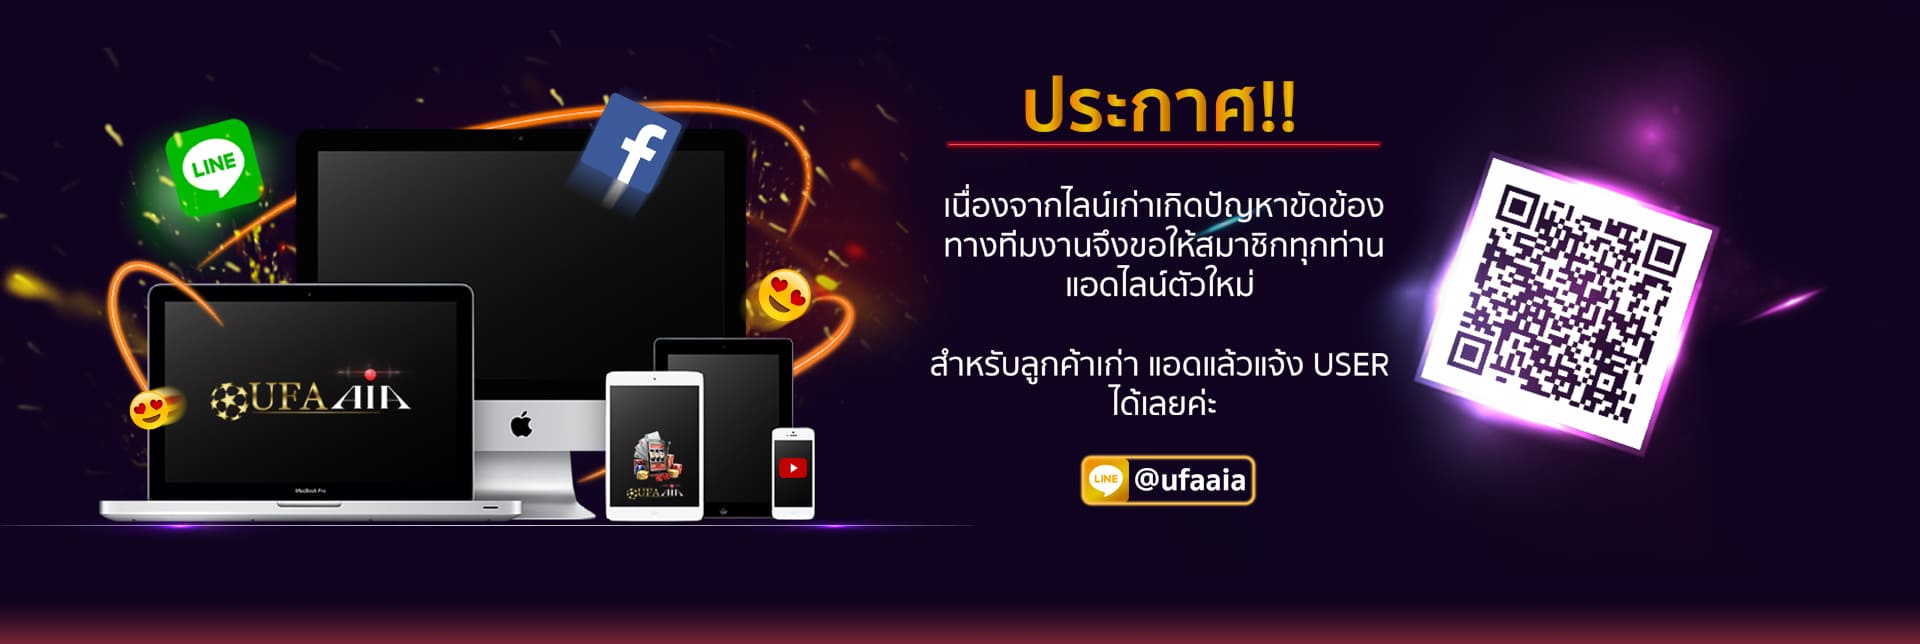 LINE
f
UFA AIA
MacBook Pro
UFA AIA
ประกาศ!!
เนื่องจากไลน์เก่าเกิดปัญหาขัดข้อง
ทางทีมงานจึงขอให้สมาชิกทุกท่าน
แอดไลน์ตัวใหม่
สำหรับลูกค้าเก่า แอดแล้วแจ้ง USER
ได้เลยค่ะ
LINE @ufaaia